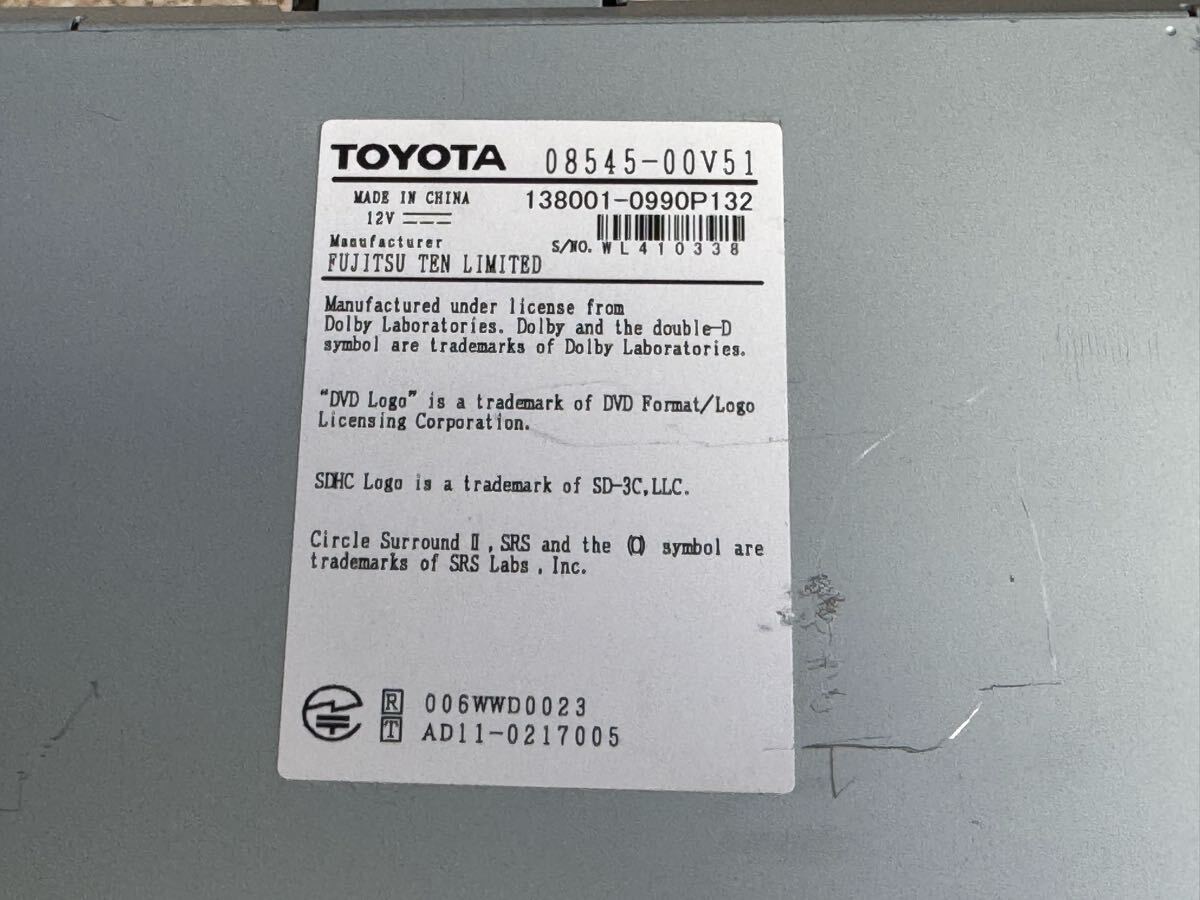 TOYOTA 08545-00V51
MADE IN CHINA 138001-0990P132
12V
Manufacturer S/NO. WL410338
FUJITSU TEN LIMITED
Manufactured under license from
Dolby Laboratories. Dolby and the double-D
symbol are trademarks of Dolby Laboratories.
"DVD Logo" is a trademark of DVD Format/Logo
Licensing Corporation.
SDHC Logo is a trademark of SD-3C,LLC.
Circle Surround Ⅱ, SRS and the (O) symbol are
trademarks of SRS Labs, Inc.
R 006WWD0023
T AD11-0217005